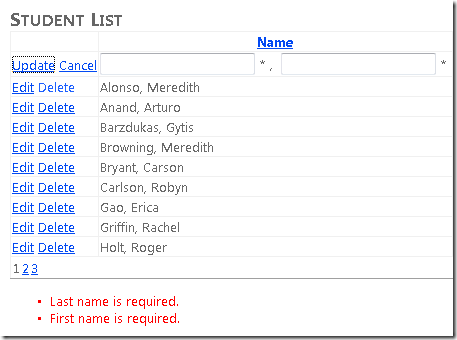 Student List
Name
Update Cancel * , *
Edit Delete Alonso, Meredith
Edit Delete Anand, Arturo
Edit Delete Barzdukas, Gytis
Edit Delete Browning, Meredith
Edit Delete Bryant, Carson
Edit Delete Carlson, Robyn
Edit Delete Gao, Erica
Edit Delete Griffin, Rachel
Edit Delete Holt, Roger
1 2 3
• Last name is required.
• First name is required.